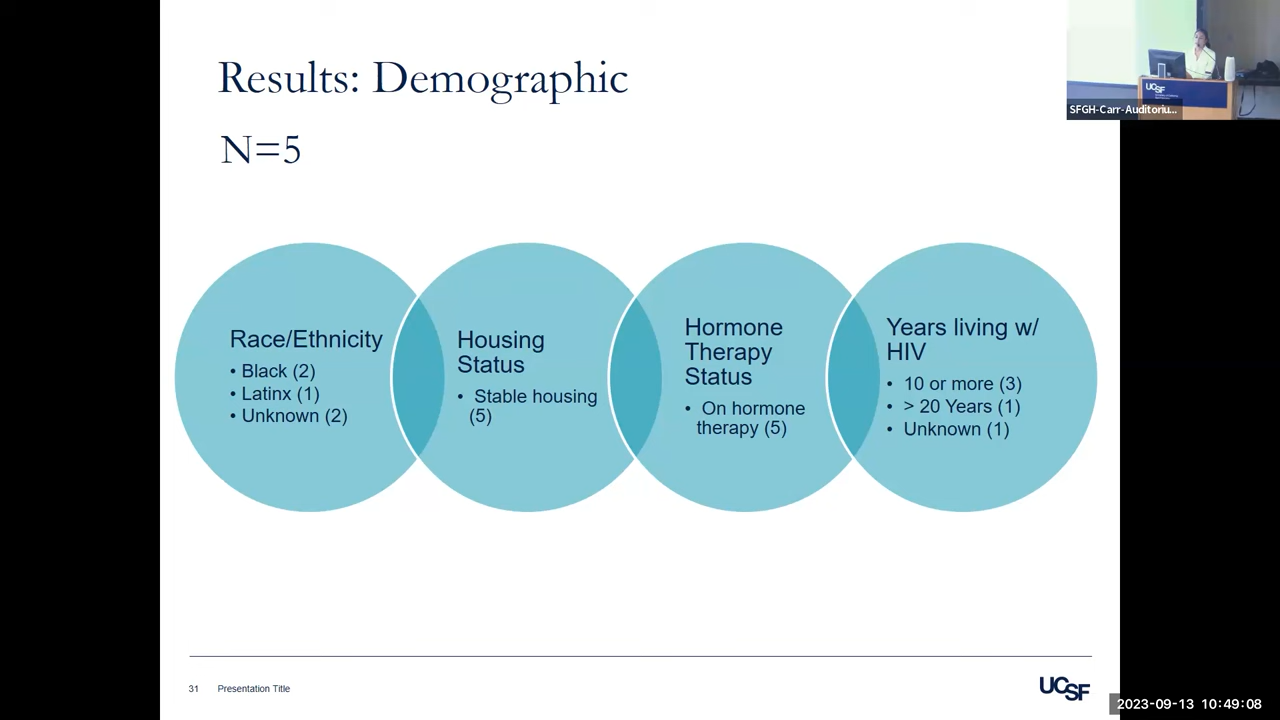 Results: Demographic
N=5
UCSF
SFGH-Carr-Auditoriu...
Race/Ethnicity
• Black (2)
• Latinx (1)
• Unknown (2)
Housing
Status
• Stable housing
(5)
Hormone
Therapy
Status
• On hormone
therapy (5)
Years living w/
HIV
• 10 or more (3)
• > 20 Years (1)
• Unknown (1)
31 Presentation Title
UCSF
2023-09-13 10:49:08